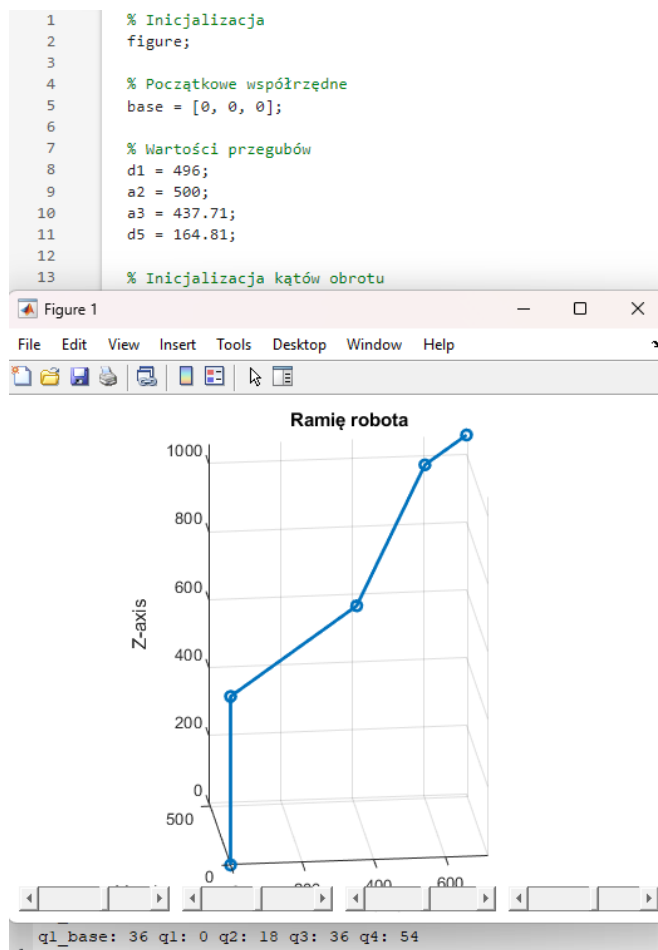 1 % Inicjalizacja
2 figure;
3
4 % Początkowe współrzędne
5 base = [0, 0, 0];
6
7 % Wartości przegubów
8 d1 = 496;
9 a2 = 500;
10 a3 = 437.71;
11 d5 = 164.81;
12
13 % Inicjalizacja kątów obrotu
Figure 1
File Edit View Insert Tools Desktop Window Help
Ramię robota
1000
800
600
Z-axis
400
200
0
500
0 200 400 600
q1_base: 36 q1: 0 q2: 18 q3: 36 q4: 54